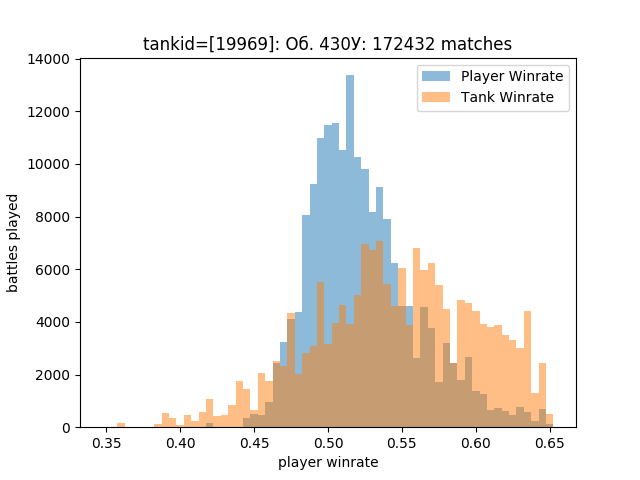 tankid=[19969]: Об. 430У: 172432 matches
Player Winrate
Tank Winrate
14000
12000
10000
8000
6000
4000
2000
0
battles played
0.35 0.40 0.45 0.50 0.55 0.60 0.65
player winrate